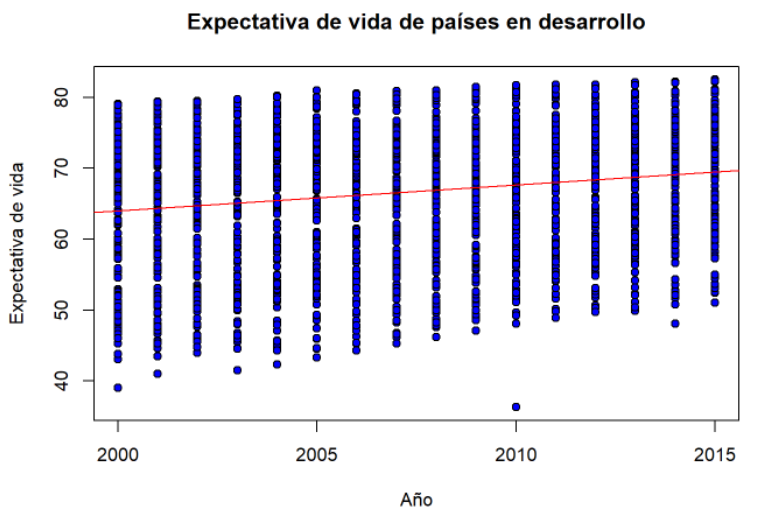 Expectativa de vida de países en desarrollo
Expectativa de vida
80
70
60
50
40
2000 2005 2010 2015
Año